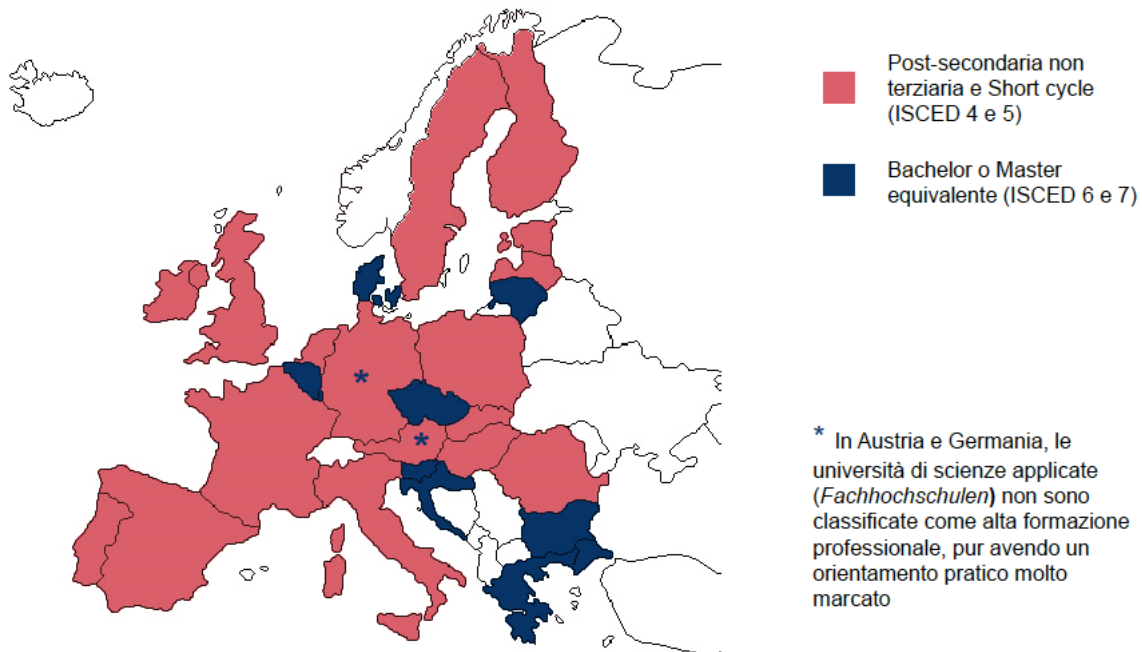 Post-secondaria non
terziaria e Short cycle
(ISCED 4 e 5)
Bachelor o Master
equivalente (ISCED 6 e 7)
*
*
* In Austria e Germania, le
università di scienze applicate
(Fachhochschulen) non sono
classificate come alta formazione
professionale, pur avendo un
orientamento pratico molto
marcato